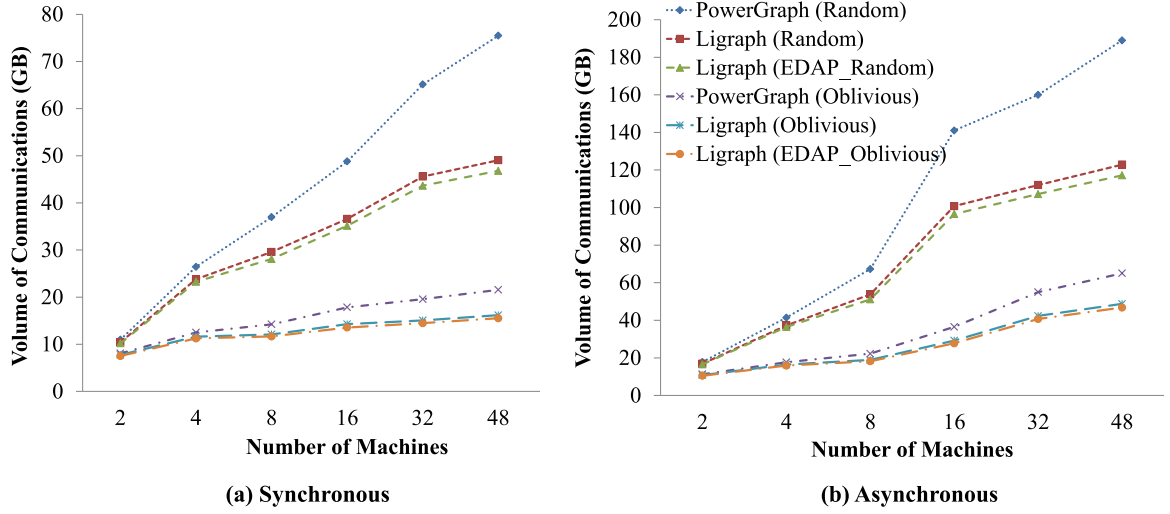 Volume of Communications (GB)
80
70
60
50
40
30
20
10
0
2 4 8 16 32 48
Number of Machines
(a) Synchronous
Volume of Communications (GB)
200
180
160
140
120
100
80
60
40
20
0
PowerGraph (Random)
Ligraph (Random)
Ligraph (EDAP_Random)
PowerGraph (Oblivious)
Ligraph (Oblivious)
Ligraph (EDAP_Oblivious)
2 4 8 16 32 48
Number of Machines
(b) Asynchronous